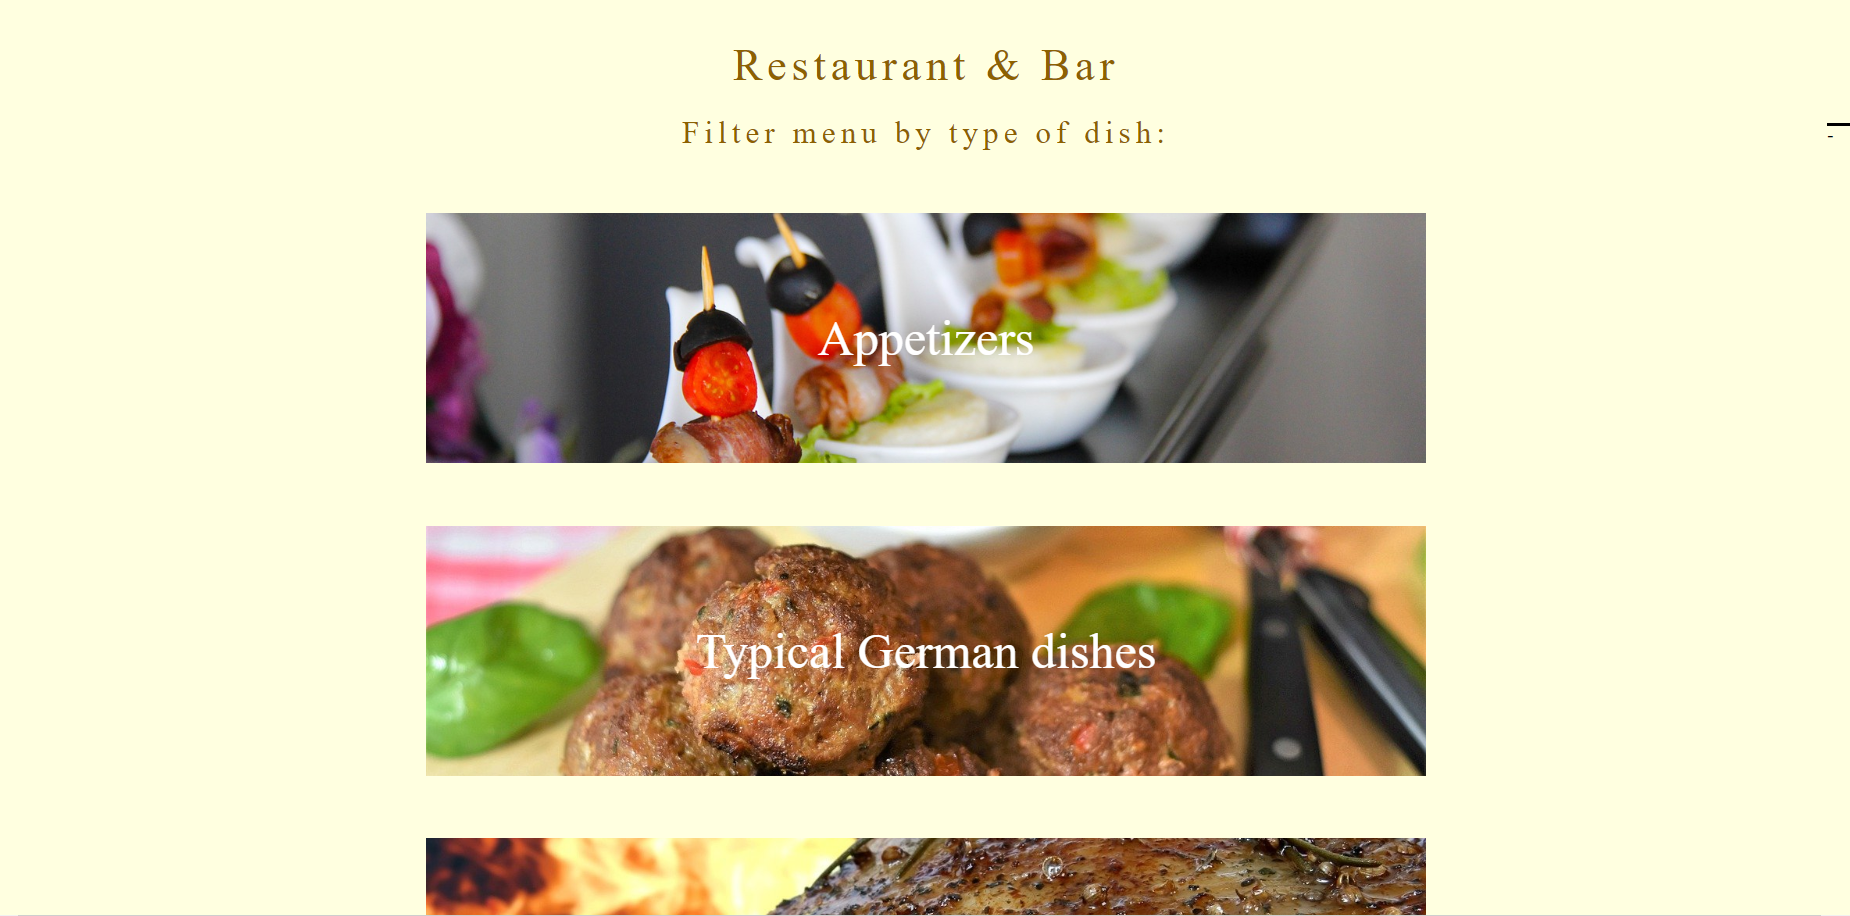 Restaurant & Bar
Filter menu by type of dish:
Appetizers
Typical German dishes